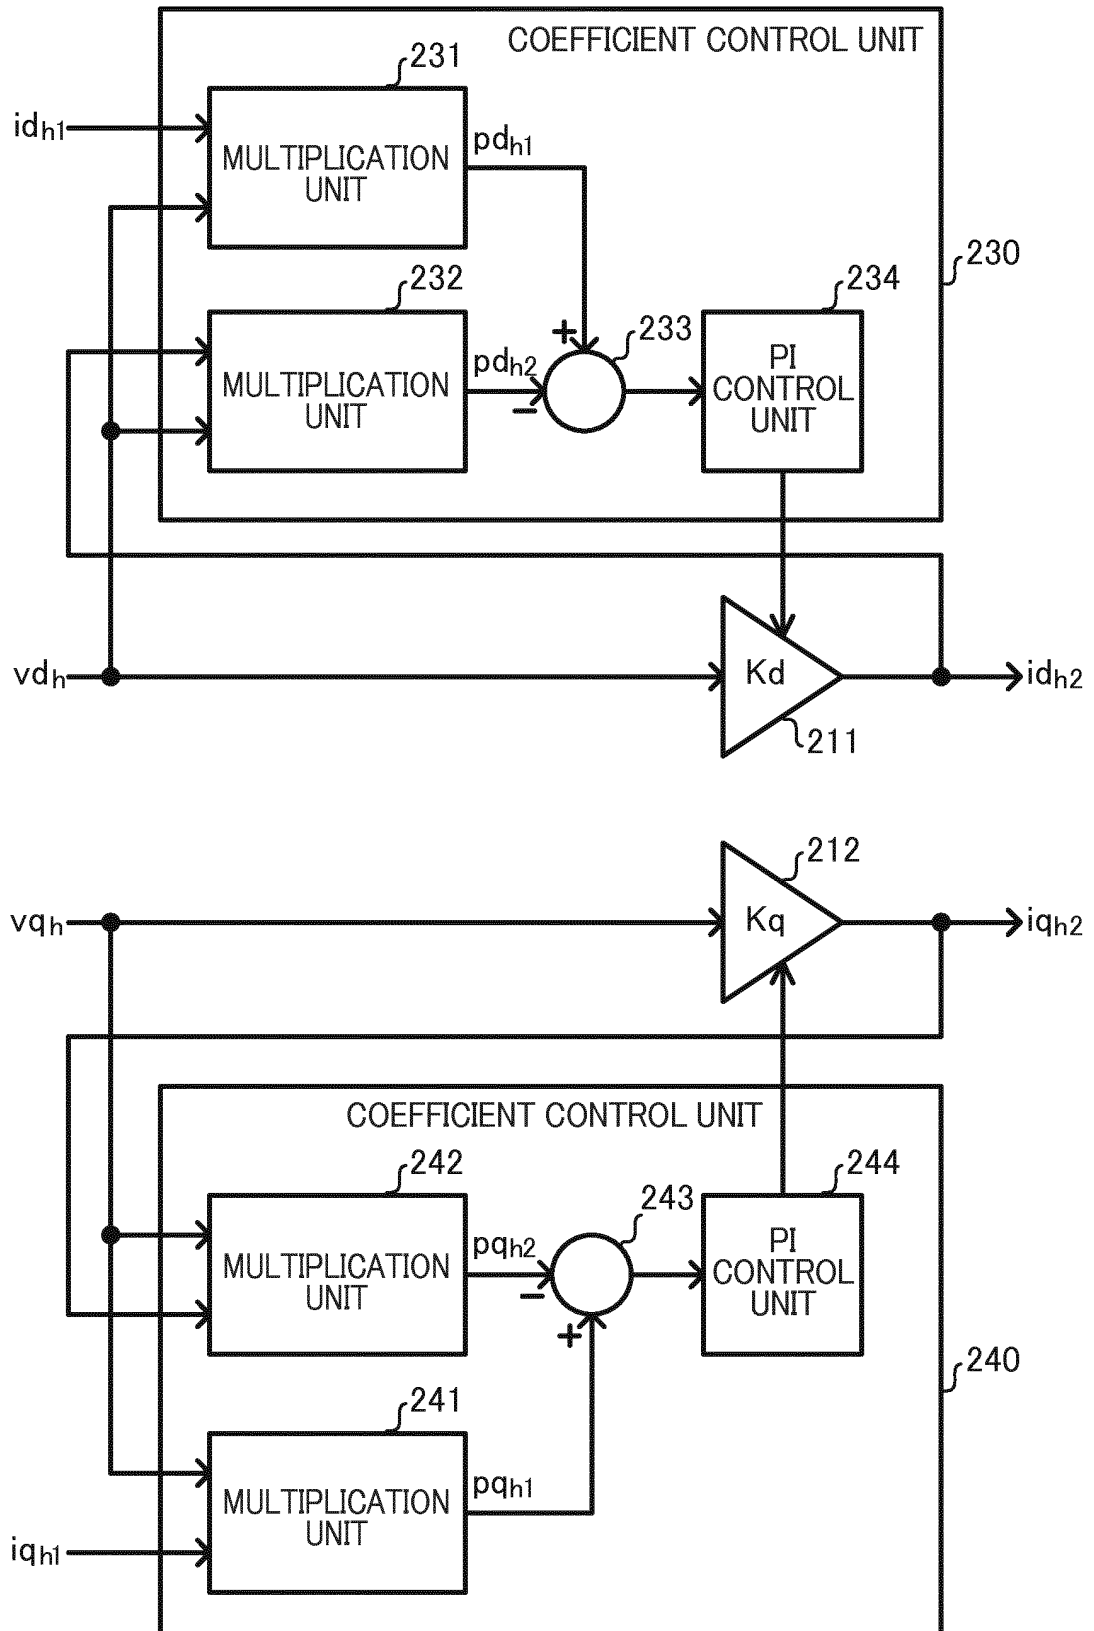 COEFFICIENT CONTROL UNIT
231
idh1
MULTIPLICATION
UNIT
pdh1
230
232
234
233
+
MULTIPLICATION
UNIT
pdh2
−
PI
CONTROL
UNIT
vdh
Kd
idh2
211
212
vqh
Kq
iqh2
COEFFICIENT CONTROL UNIT
242
244
243
MULTIPLICATION
UNIT
pqh2
−
+
PI
CONTROL
UNIT
240
241
MULTIPLICATION
UNIT
pqh1
iqh1